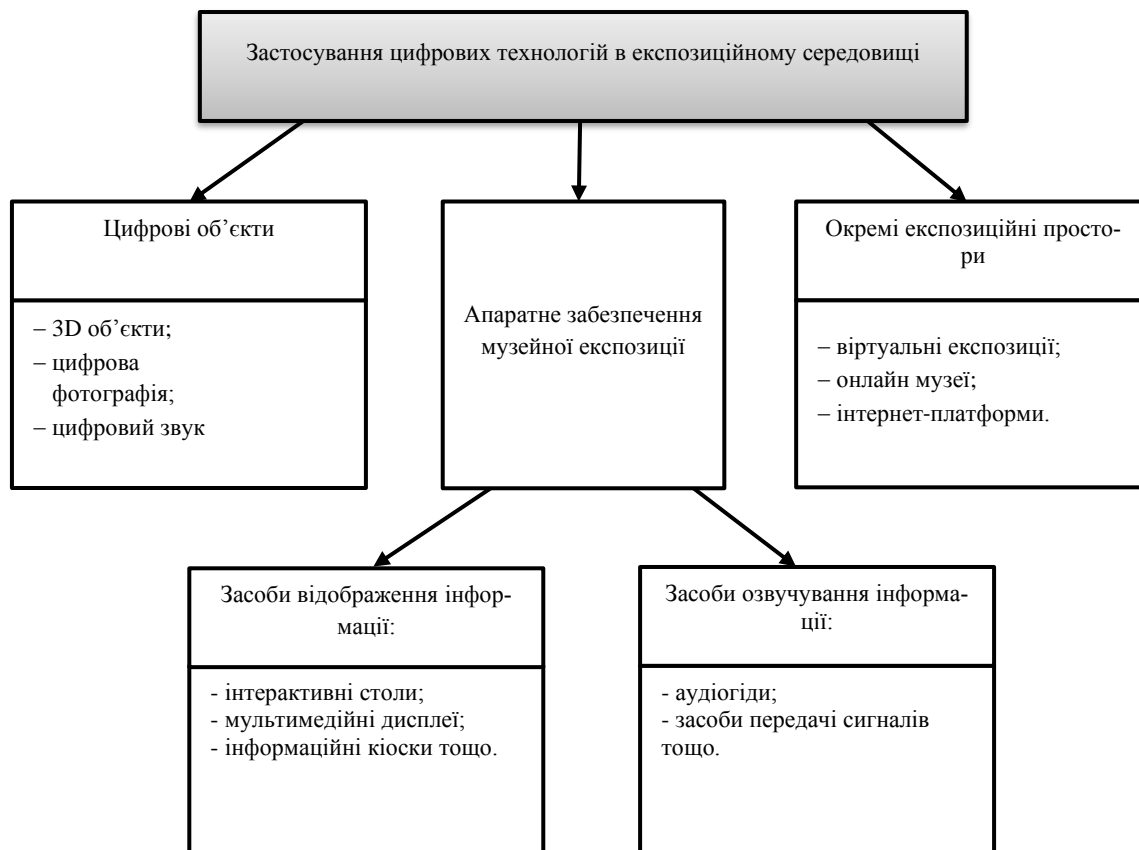 Застосування цифрових технологій в експозиційному середовищі
Цифрові об’єкти
– 3D об’єкти;
– цифрова
фотографія;
– цифровий звук
Апаратне забезпечення
музейної експозиції
Окремі експозиційні просто-
ри
– віртуальні експозиції;
– онлайн музеї;
– інтернет-платформи.
Засоби відображення інфор-
мації:
- інтерактивні столи;
- мультимедійні дисплеї;
- інформаційні кіоски тощо.
Засоби озвучування інформа-
ції:
- аудіогіди;
- засоби передачі сигналів
тощо.